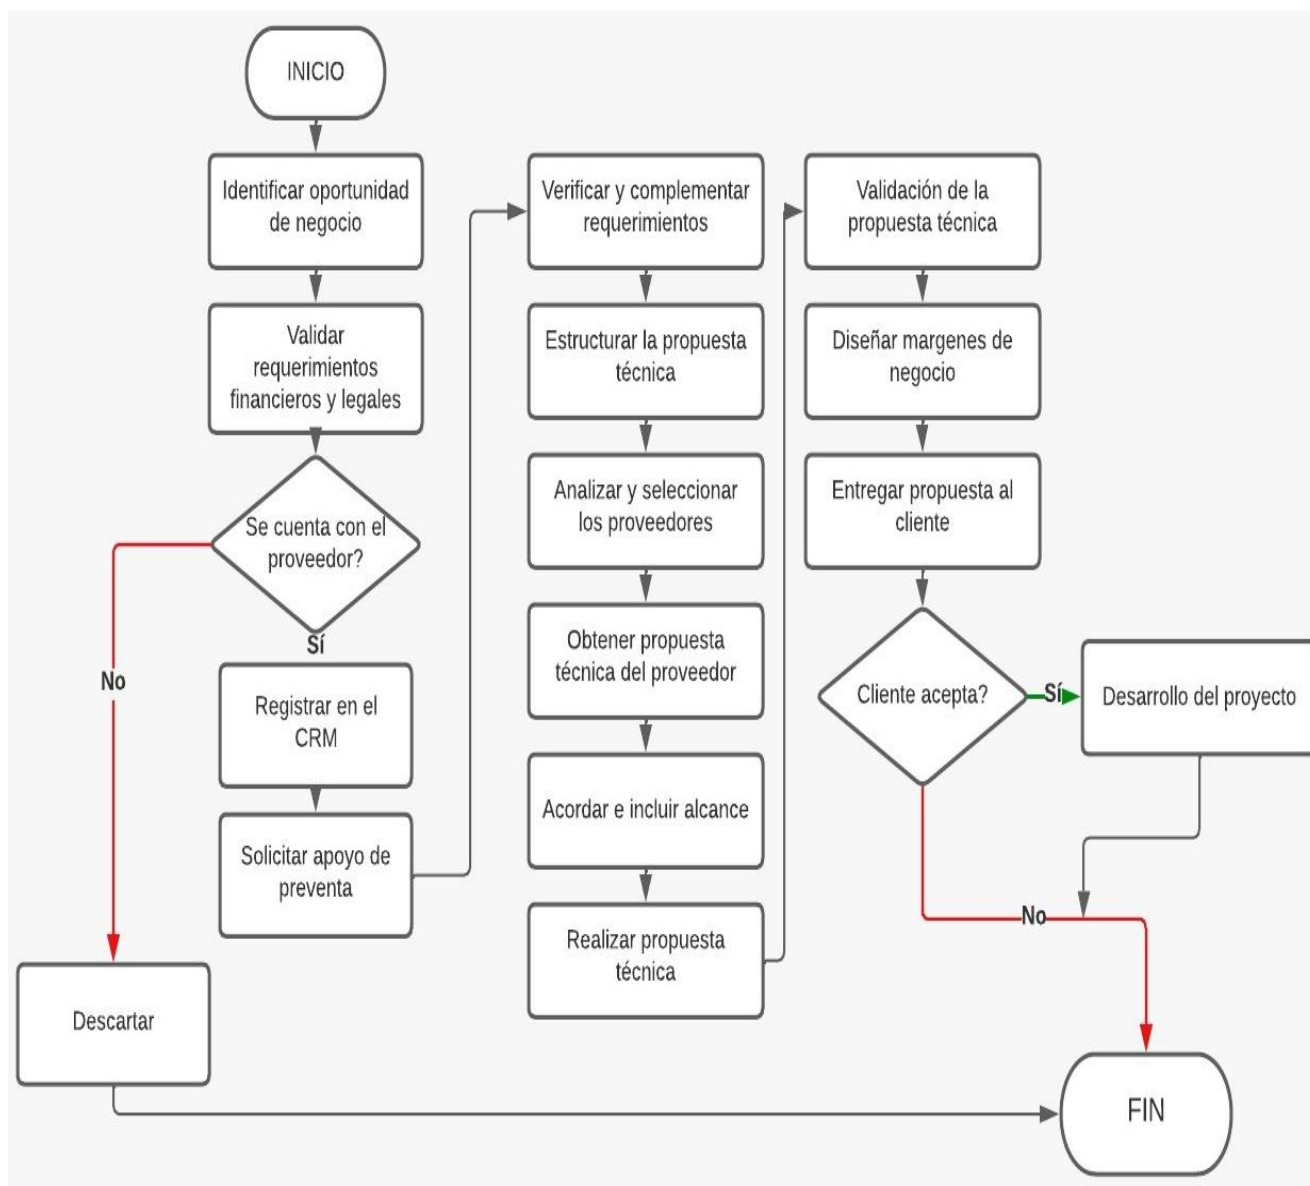 INICIO
Identificar oportunidad
de negocio
Validar
requerimientos
financieros y legales
Se cuenta con el
proveedor?
No
Sí
Registrar en el
CRM
Solicitar apoyo de
preventa
Descartar
Verificar y complementar
requerimientos
Estructurar la propuesta
técnica
Analizar y seleccionar
los proveedores
Obtener propuesta
técnica del proveedor
Acordar e incluir alcance
Realizar propuesta
técnica
Validación de la
propuesta técnica
Diseñar margenes de
negocio
Entregar propuesta al
cliente
Cliente acepta?
Sí
Desarrollo del proyecto
No
FIN